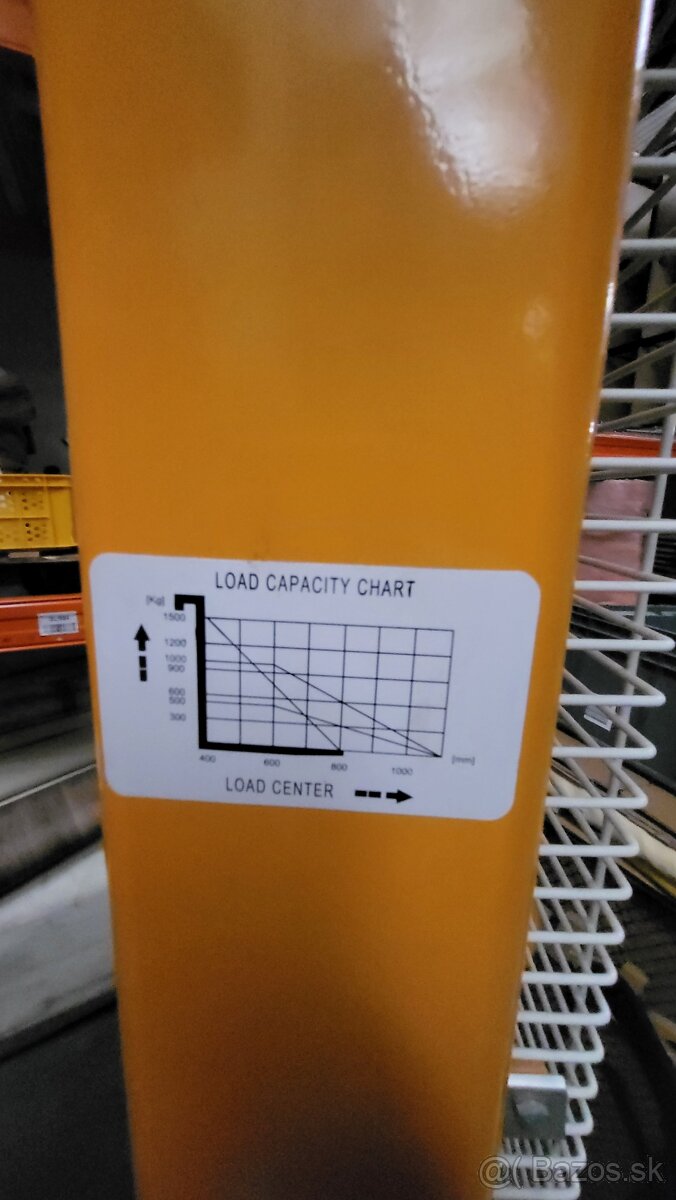 LOAD CAPACITY CHART
[Kg]
1500
1200
1000
900
600
500
300
400 600 800 1000 [mm]
LOAD CENTER
@( Bazos.sk